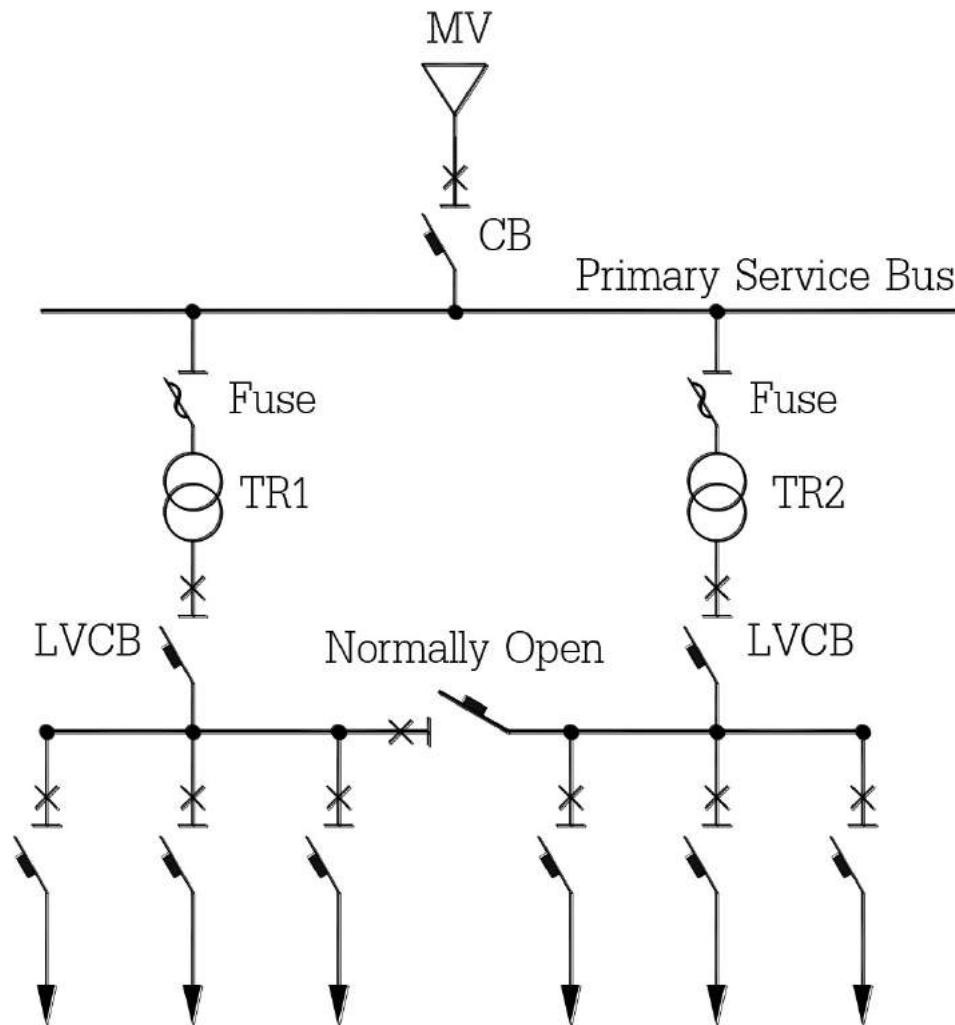 MV
CB
Primary Service Bus
Fuse
Fuse
TR1
TR2
LVCB
Normally Open
LVCB